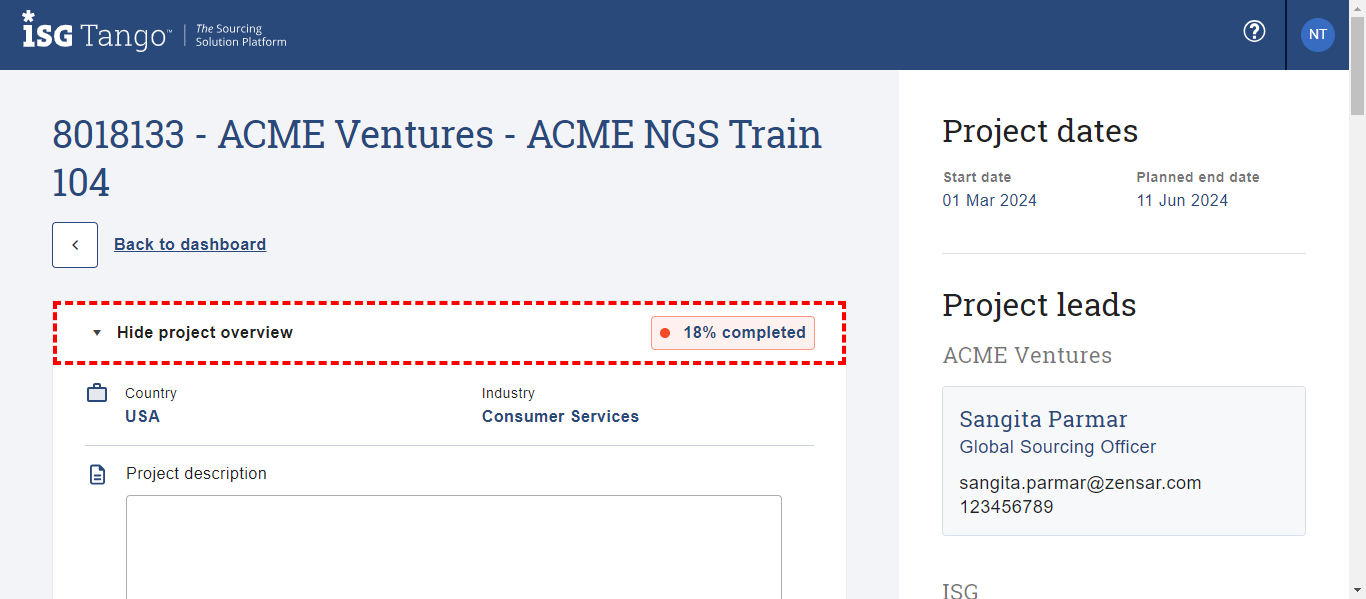 *
iSG Tango™
The Sourcing
Solution Platform
?
NT
8018133 - ACME Ventures - ACME NGS Train
104
Back to dashboard
Hide project overview
18% completed
Country
USA
Industry
Consumer Services
Project description
Project dates
Start date
01 Mar 2024
Planned end date
11 Jun 2024
Project leads
ACME Ventures
Sangita Parmar
Global Sourcing Officer
sangita.parmar@zensar.com
123456789
ISG